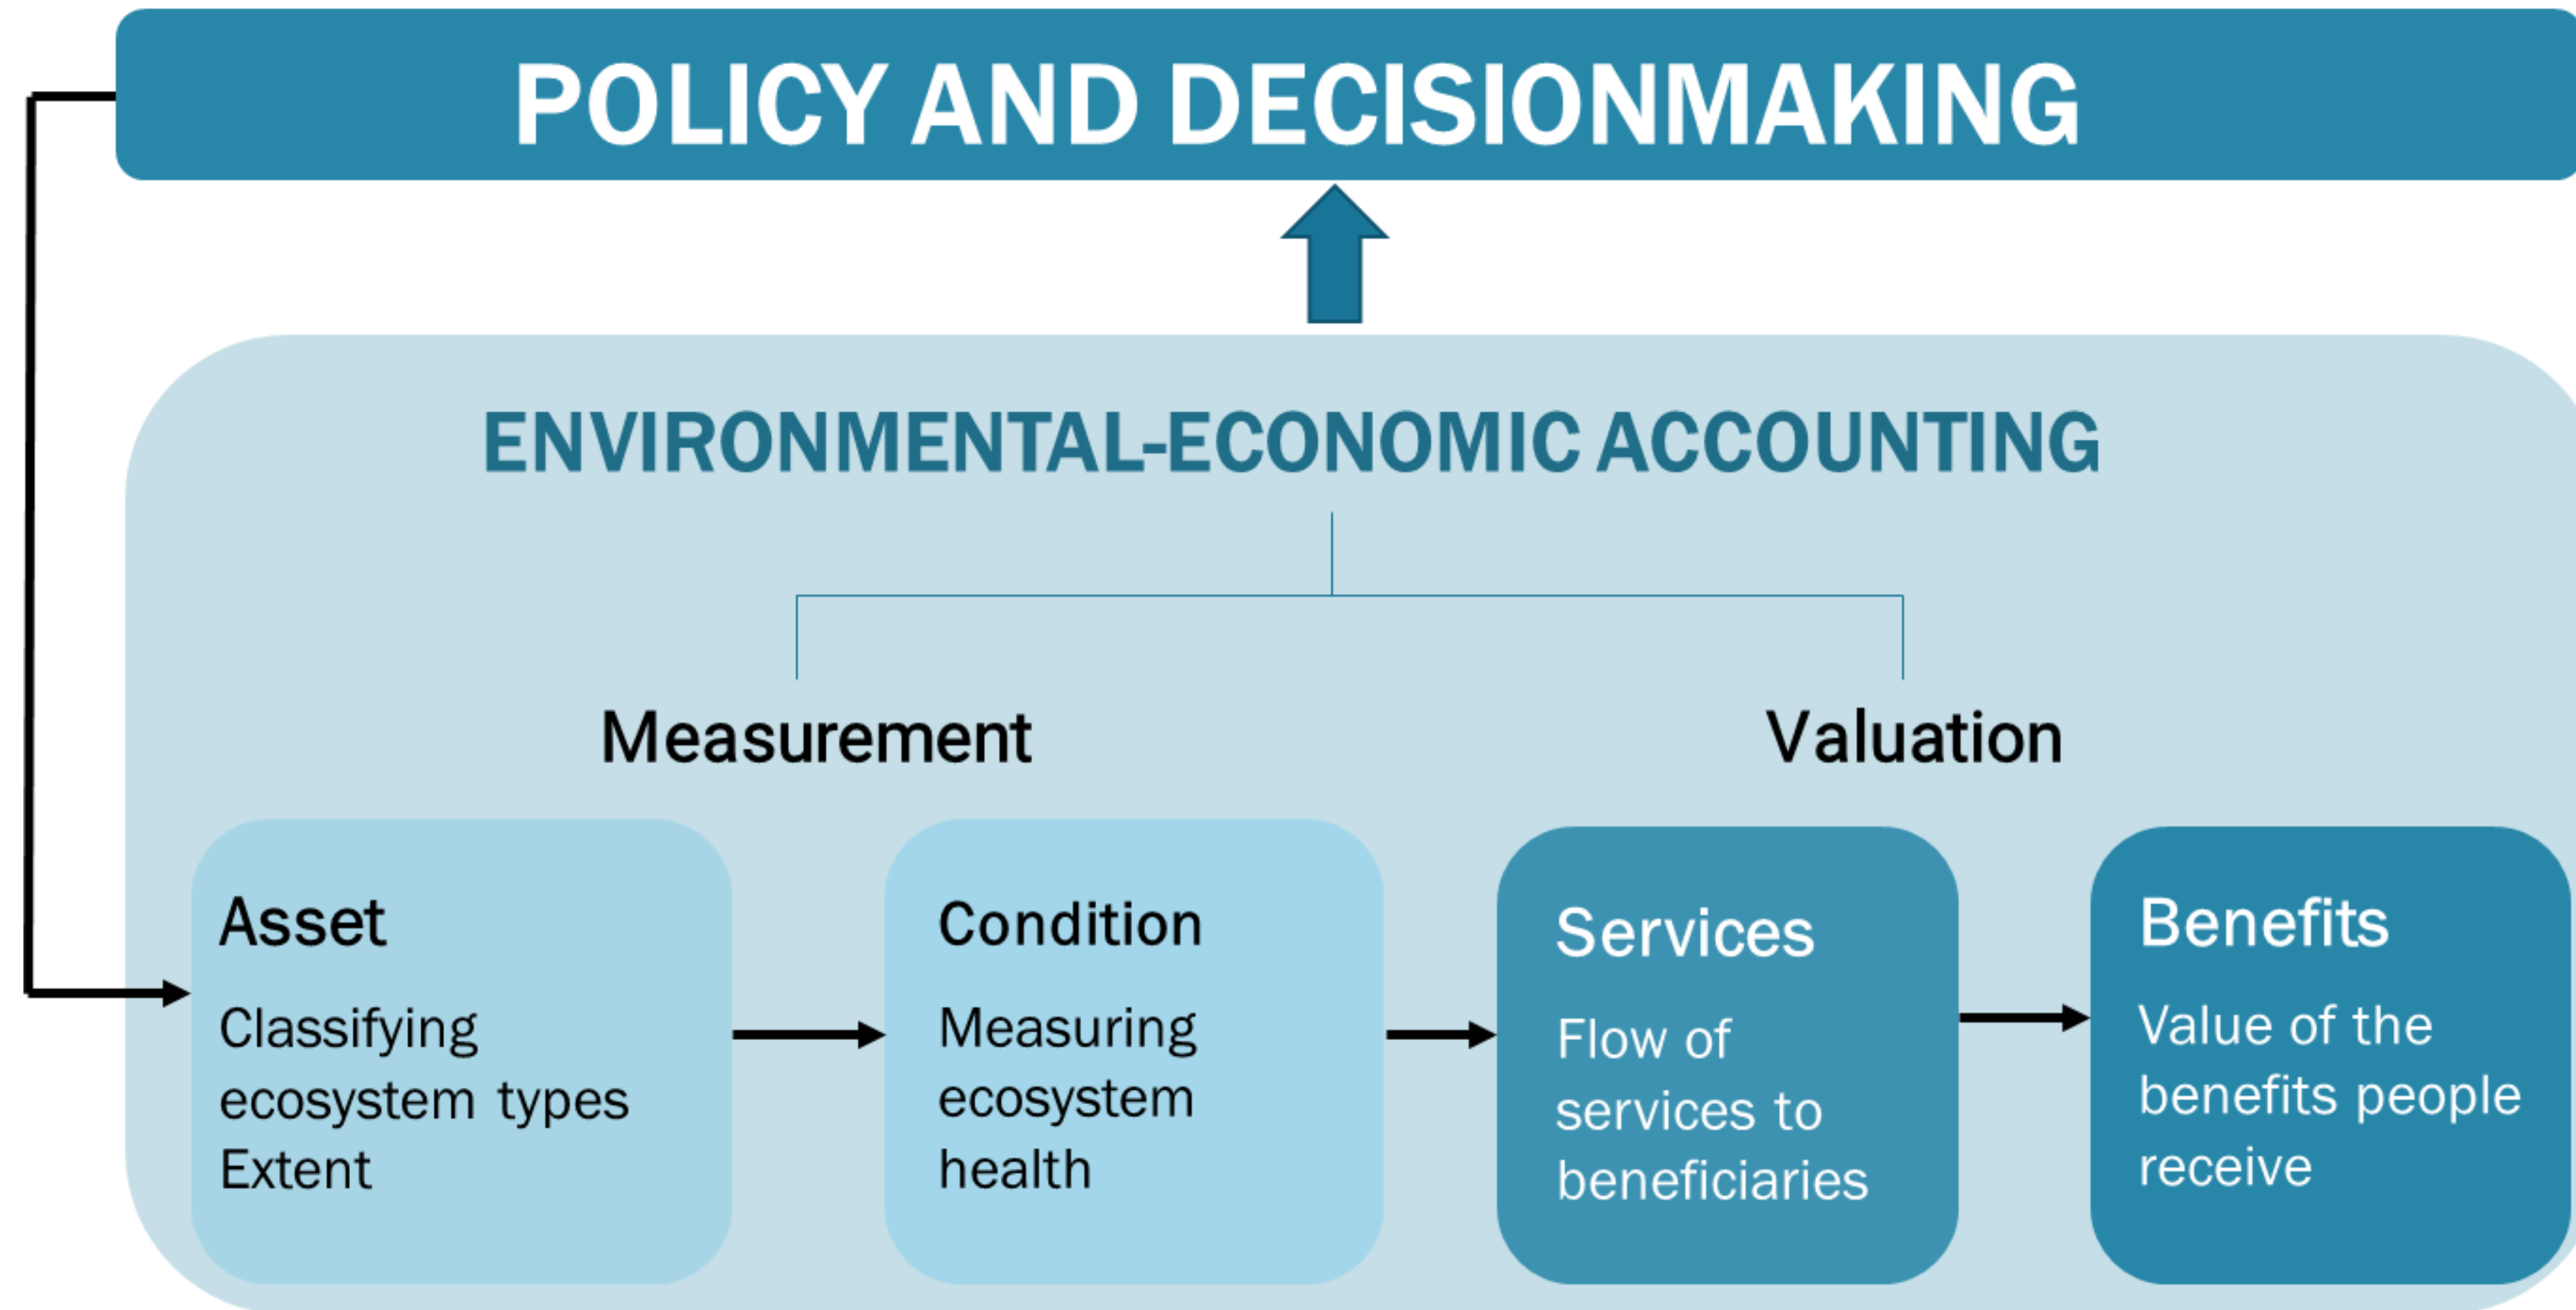 POLICY AND DECISIONMAKING
ENVIRONMENTAL-ECONOMIC ACCOUNTING
Measurement
Valuation
Asset
Classifying
ecosystem types
Extent
Condition
Measuring
ecosystem
health
Services
Flow of
services to
beneficiaries
Benefits
Value of the
benefits people
receive